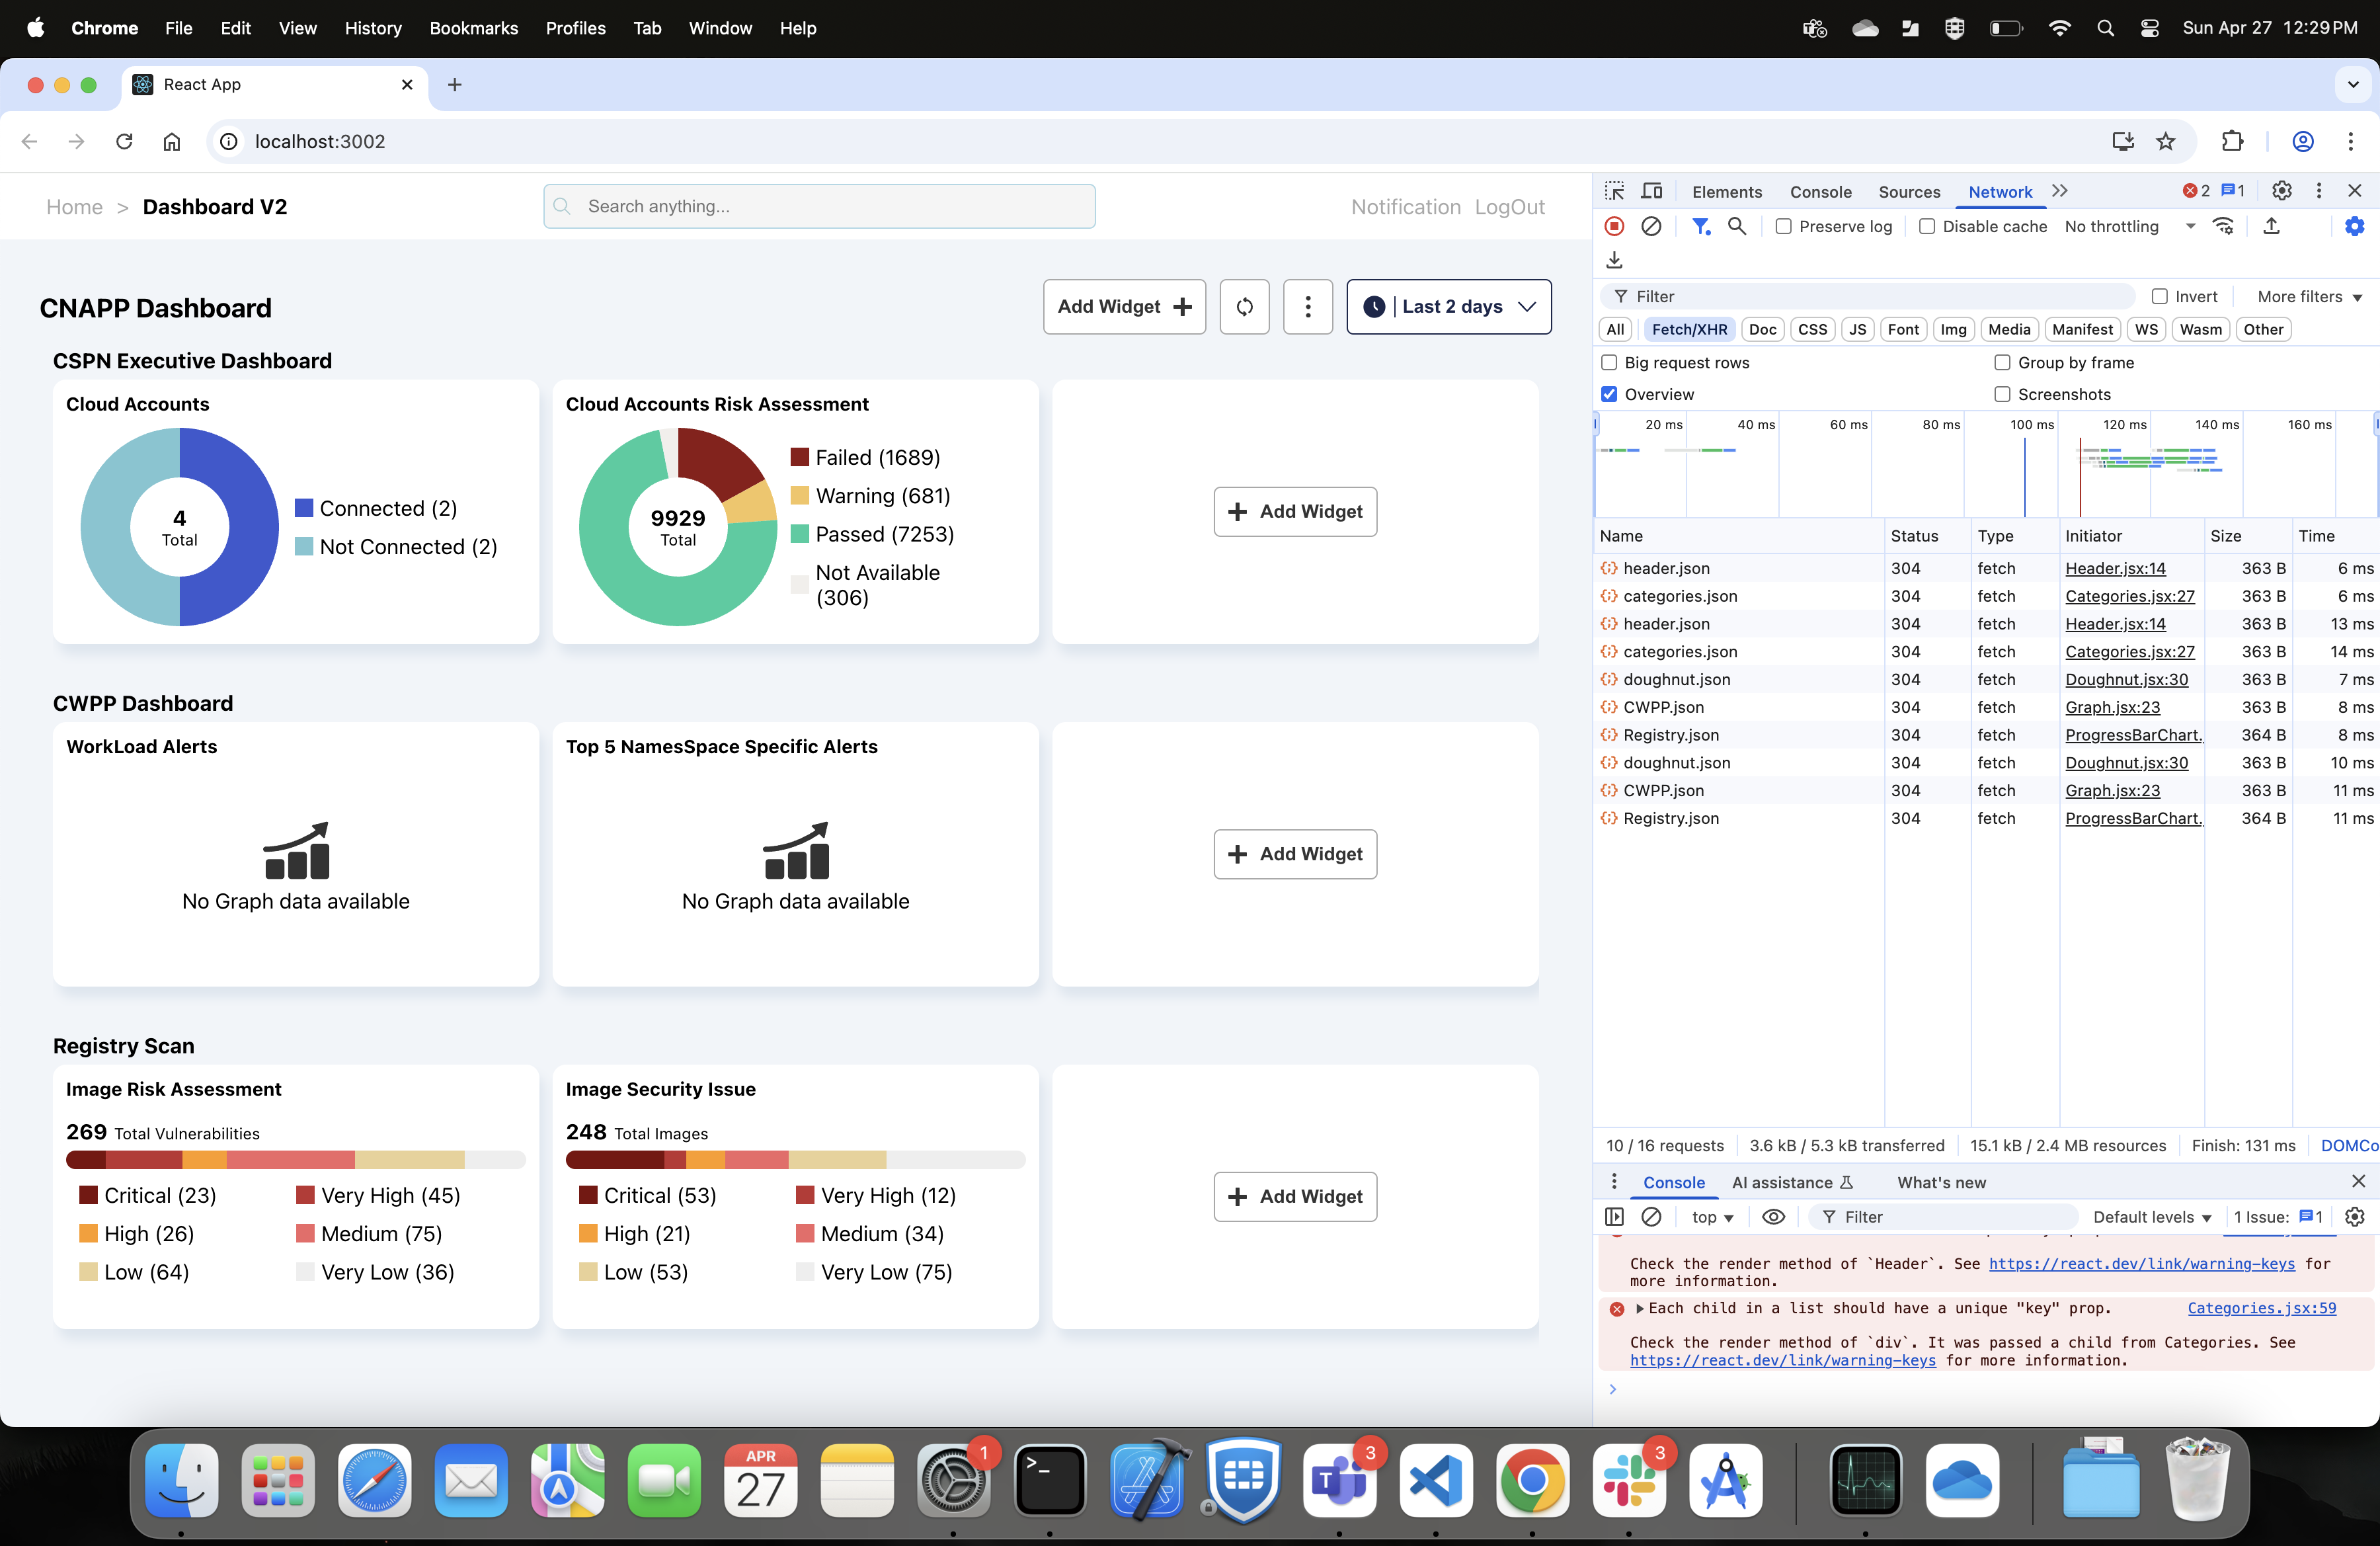 Chrome File Edit View History Bookmarks Profiles Tab Window Help Sun Apr 27 12:29 PM
React App
localhost:3002
Home > Dashboard V2
Search anything...
Notification LogOut
CNAPP Dashboard
Add Widget
Last 2 days
CSPN Executive Dashboard
Cloud Accounts
4
Total
Connected (2)
Not Connected (2)
Cloud Accounts Risk Assessment
9929
Total
Failed (1689)
Warning (681)
Passed (7253)
Not Available
(306)
Add Widget
CWPP Dashboard
WorkLoad Alerts
No Graph data available
Top 5 NamesSpace Specific Alerts
No Graph data available
Add Widget
Registry Scan
Image Risk Assessment
269 Total Vulnerabilities
Critical (23) Very High (45)
High (26) Medium (75)
Low (64) Very Low (36)
Image Security Issue
248 Total Images
Critical (53) Very High (12)
High (21) Medium (34)
Low (53) Very Low (75)
Add Widget
Elements Console Sources Network 2 1
Preserve log Disable cache No throttling
Filter Invert More filters
All Fetch/XHR Doc CSS JS Font Img Media Manifest WS Wasm Other
Big request rows Group by frame
Overview Screenshots
20 ms 40 ms 60 ms 80 ms 100 ms 120 ms 140 ms 160 ms
Name Status Type Initiator Size Time
header.json 304 fetch Header.jsx:14 363 B 6 ms
categories.json 304 fetch Categories.jsx:27 363 B 6 ms
header.json 304 fetch Header.jsx:14 363 B 13 ms
categories.json 304 fetch Categories.jsx:27 363 B 14 ms
doughnut.json 304 fetch Doughnut.jsx:30 363 B 7 ms
CWPP.json 304 fetch Graph.jsx:23 363 B 8 ms
Registry.json 304 fetch ProgressBarChart. 364 B 8 ms
doughnut.json 304 fetch Doughnut.jsx:30 363 B 10 ms
CWPP.json 304 fetch Graph.jsx:23 363 B 11 ms
Registry.json 304 fetch ProgressBarChart. 364 B 11 ms
10 / 16 requests 3.6 kB / 5.3 kB transferred 15.1 kB / 2.4 MB resources Finish: 131 ms DOMCo
Console AI assistance What's new
top Filter Default levels 1 Issue: 1
Check the render method of `Header`. See https://react.dev/link/warning-keys for
more information.
Each child in a list should have a unique "key" prop. Categories.jsx:59
Check the render method of `div`. It was passed a child from Categories. See
https://react.dev/link/warning-keys for more information.
1
APR
27
3
3